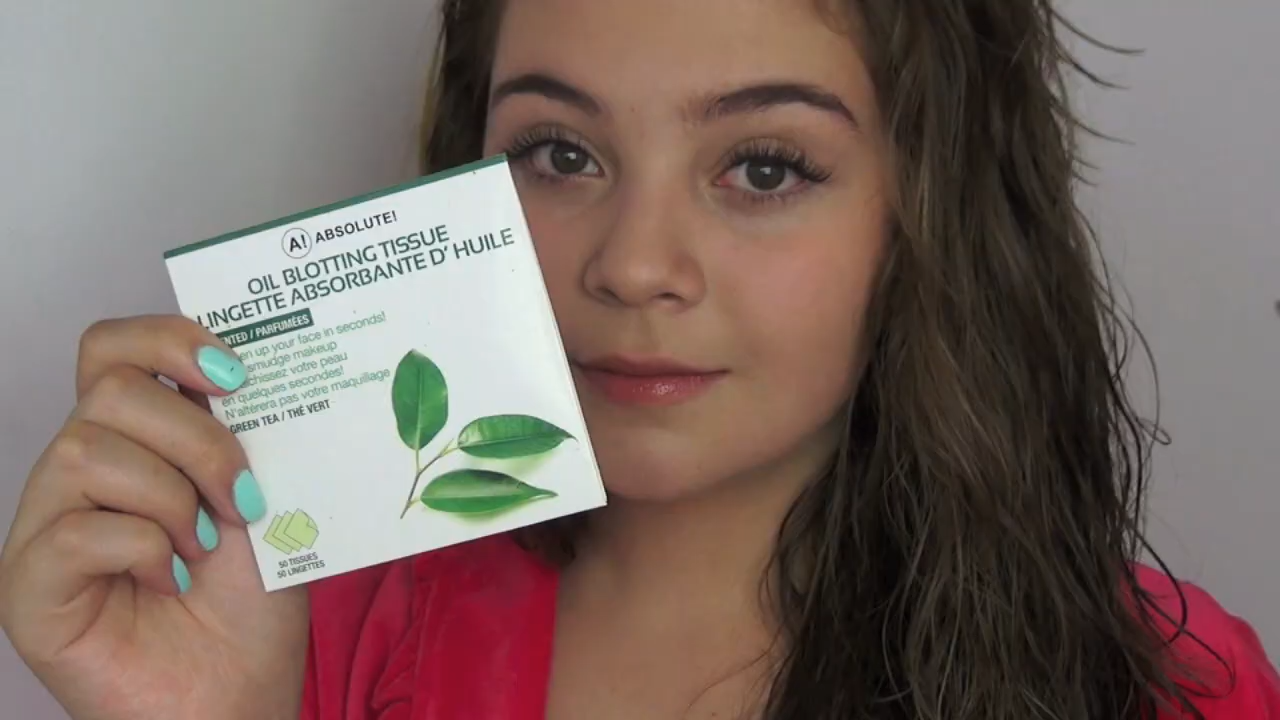 A! ABSOLUTE!
OIL BLOTTING TISSUE
LINGETTE ABSORBANTE D' HUILE
/ PARFUMÉES
up your face in seconds!
smudge makeup
votre peau
en quelques secondes!
N'altérera pas votre maquillage
GREEN TEA / THÉ VERT
50 TISSUES
50 LINGETTES